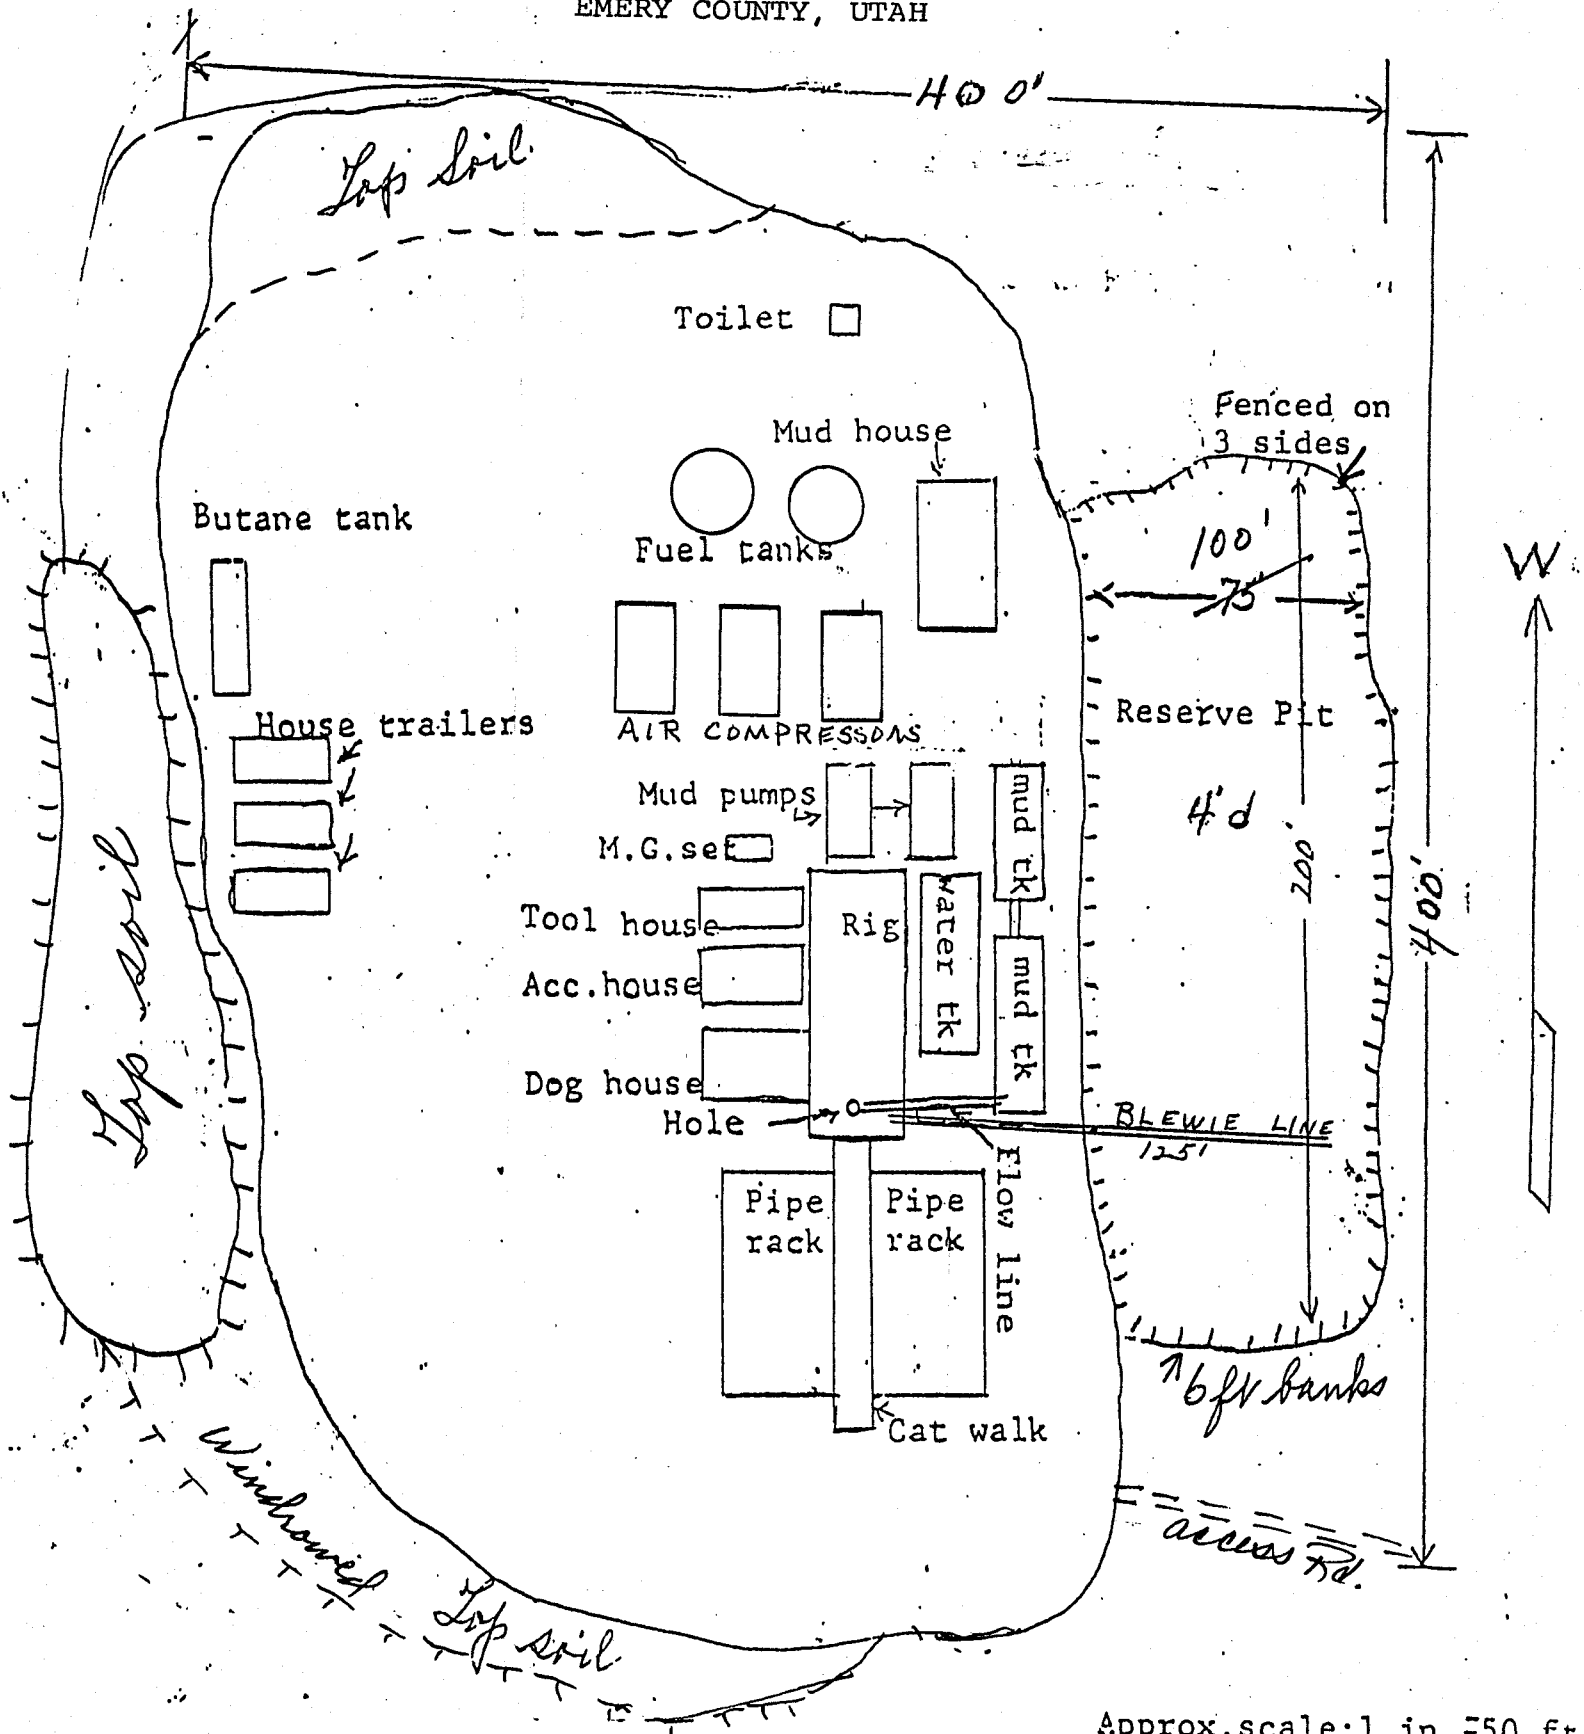 EMERY COUNTY, UTAH
400'
Top Soil
Toilet
Fenced on
3 sides
Mud house
Butane tank
Fuel tanks
100'
75'
W
House trailers
AIR COMPRESSONS
Reserve Pit
Mud pumps
mud tk
4'd
200'
400'
M.G.set
Top soil
Tool house
Rig
water tk
Acc.house
mud tk
Dog house
Hole
BLEWIE LINE
125'
Flow line
Pipe
rack
Pipe
rack
6 ft banks
Cat walk
Windrowed
Top soil
access Rd.
Approx.scale:1 in =50 ft